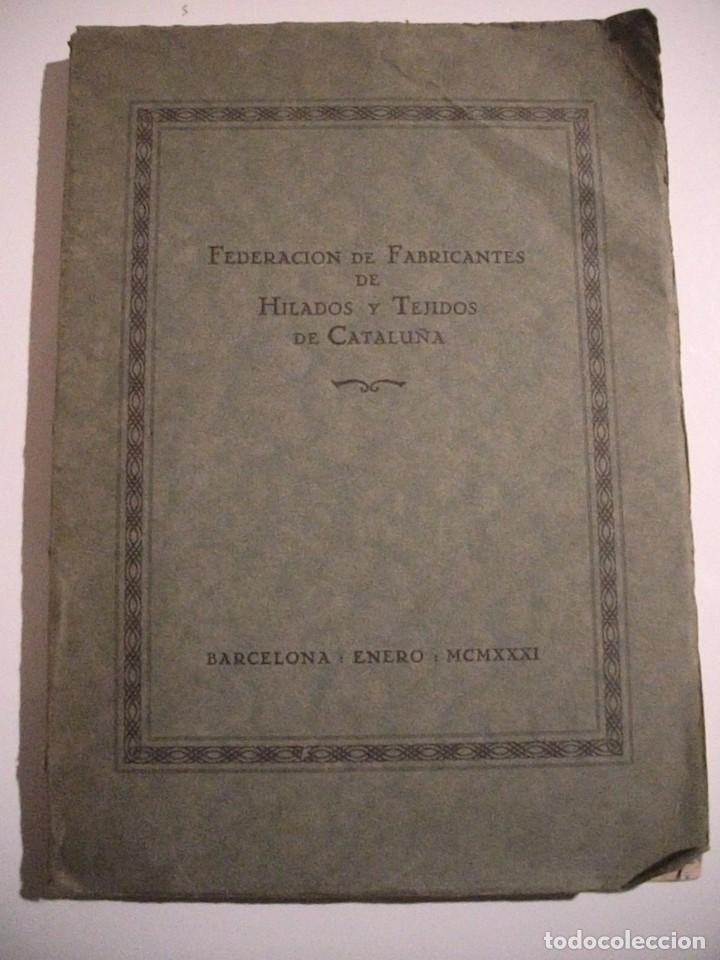 FEDERACION DE FABRICANTES
DE
HILADOS Y TEJIDOS
DE CATALUÑA
BARCELONA : ENERO : MCMXXXI
todocoleccion